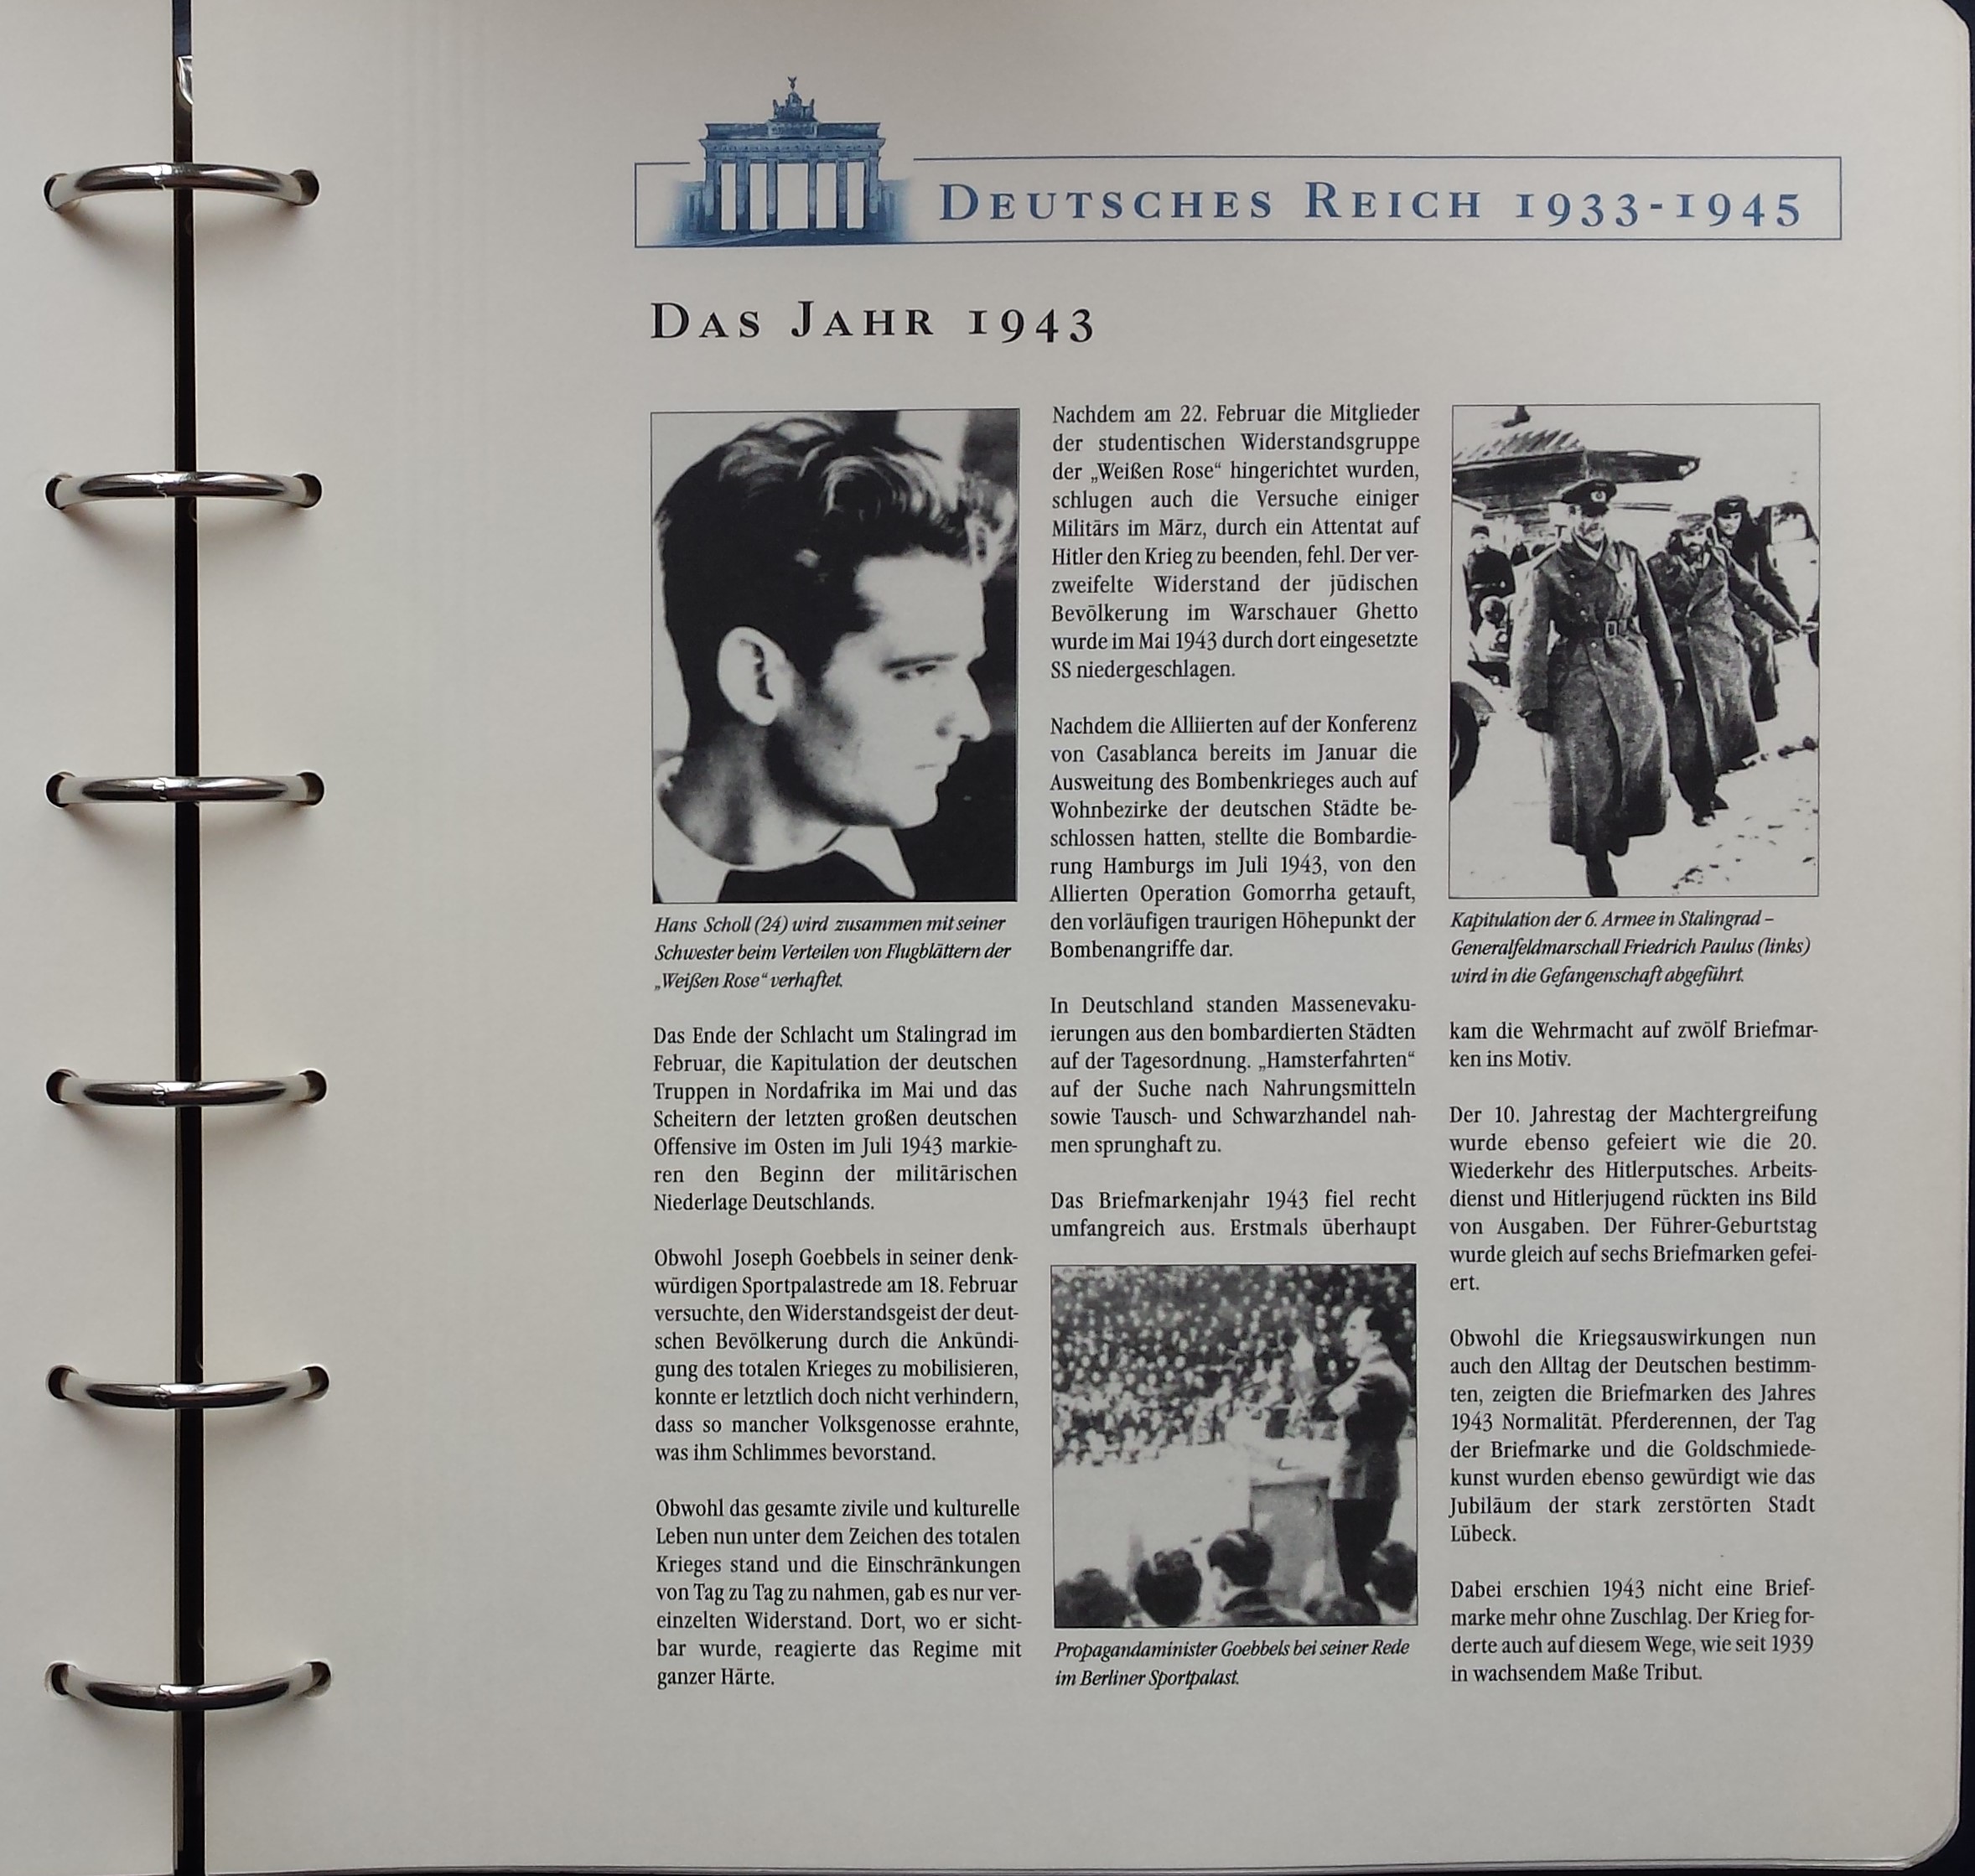 DEUTSCHES REICH 1933-1945
DAS JAHR 1943
Hans Scholl (24) wird zusammen mit seiner
Schwester beim Verteilen von Flugblättern der
„Weißen Rose“ verhaftet.
Das Ende der Schlacht um Stalingrad im
Februar, die Kapitulation der deutschen
Truppen in Nordafrika im Mai und das
Scheitern der letzten großen deutschen
Offensive im Osten im Juli 1943 markie-
ren den Beginn der militärischen
Niederlage Deutschlands.
Obwohl Joseph Goebbels in seiner denk-
würdigen Sportpalastrede am 18. Februar
versuchte, den Widerstandsgeist der deut-
schen Bevölkerung durch die Ankündi-
gung des totalen Krieges zu mobilisieren,
konnte er letztlich doch nicht verhindern,
dass so mancher Volksgenosse erahnte,
was ihm Schlimmes bevorstand.
Obwohl das gesamte zivile und kulturelle
Leben nun unter dem Zeichen des totalen
Krieges stand und die Einschränkungen
von Tag zu Tag zu nahmen, gab es nur ver-
einzelten Widerstand. Dort, wo er sicht-
bar wurde, reagierte das Regime mit
ganzer Härte.
Nachdem am 22. Februar die Mitglieder
der studentischen Widerstandsgruppe
der „Weißen Rose“ hingerichtet wurden,
schlugen auch die Versuche einiger
Militärs im März, durch ein Attentat auf
Hitler den Krieg zu beenden, fehl. Der ver-
zweifelte Widerstand der jüdischen
Bevölkerung im Warschauer Ghetto
wurde im Mai 1943 durch dort eingesetzte
SS niedergeschlagen.
Nachdem die Alliierten auf der Konferenz
von Casablanca bereits im Januar die
Ausweitung des Bombenkrieges auch auf
Wohnbezirke der deutschen Städte be-
schlossen hatten, stellte die Bombardie-
rung Hamburgs im Juli 1943, von den
Allierten Operation Gomorrha getauft,
den vorläufigen traurigen Höhepunkt der
Bombenangriffe dar.
In Deutschland standen Massenevaku-
ierungen aus den bombardierten Städten
auf der Tagesordnung. „Hamsterfahrten“
auf der Suche nach Nahrungsmitteln
sowie Tausch- und Schwarzhandel nah-
men sprunghaft zu.
Das Briefmarkenjahr 1943 fiel recht
umfangreich aus. Erstmals überhaupt
Propagandaminister Goebbels bei seiner Rede
im Berliner Sportpalast.
Kapitulation der 6. Armee in Stalingrad –
Generalfeldmarschall Friedrich Paulus (links)
wird in die Gefangenschaft abgeführt.
kam die Wehrmacht auf zwölf Briefmar-
ken ins Motiv.
Der 10. Jahrestag der Machtergreifung
wurde ebenso gefeiert wie die 20.
Wiederkehr des Hitlerputsches. Arbeits-
dienst und Hitlerjugend rückten ins Bild
von Ausgaben. Der Führer-Geburtstag
wurde gleich auf sechs Briefmarken gefei-
ert.
Obwohl die Kriegsauswirkungen nun
auch den Alltag der Deutschen bestimm-
ten, zeigten die Briefmarken des Jahres
1943 Normalität. Pferderennen, der Tag
der Briefmarke und die Goldschmiede-
kunst wurden ebenso gewürdigt wie das
Jubiläum der stark zerstörten Stadt
Lübeck.
Dabei erschien 1943 nicht eine Brief-
marke mehr ohne Zuschlag. Der Krieg for-
derte auch auf diesem Wege, wie seit 1939
in wachsendem Maße Tribut.